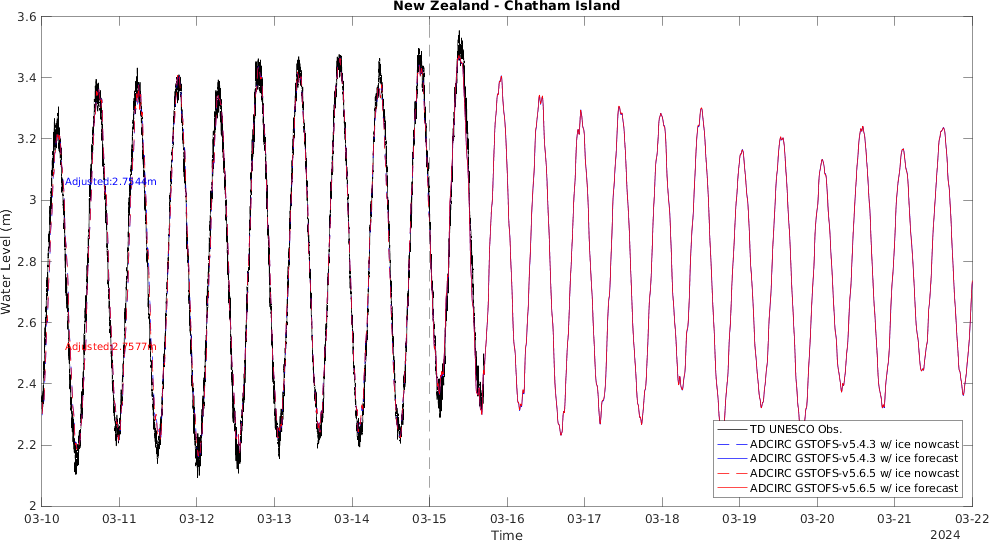 New Zealand - Chatham Island
3.6
3.4
3.2
3
2.8
2.6
2.4
2.2
2
Water Level (m)
Adjusted:2.7544m
Adjusted:2.7577m
TD UNESCO Obs.
ADCIRC GSTOFS-v5.4.3 w/ ice nowcast
ADCIRC GSTOFS-v5.4.3 w/ ice forecast
ADCIRC GSTOFS-v5.6.5 w/ ice nowcast
ADCIRC GSTOFS-v5.6.5 w/ ice forecast
03-10 03-11 03-12 03-13 03-14 03-15 03-16 03-17 03-18 03-19 03-20 03-21 03-22
Time
2024